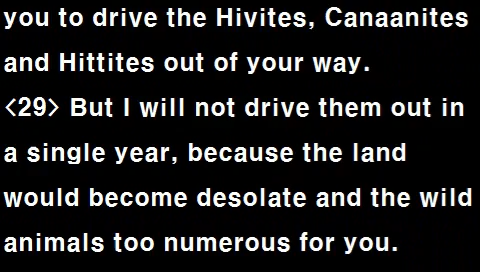 you to drive the Hivites, Canaanites
and Hittites out of your way.
<29> But I will not drive them out in
a single year, because the land
would become desolate and the wild
animals too numerous for you.